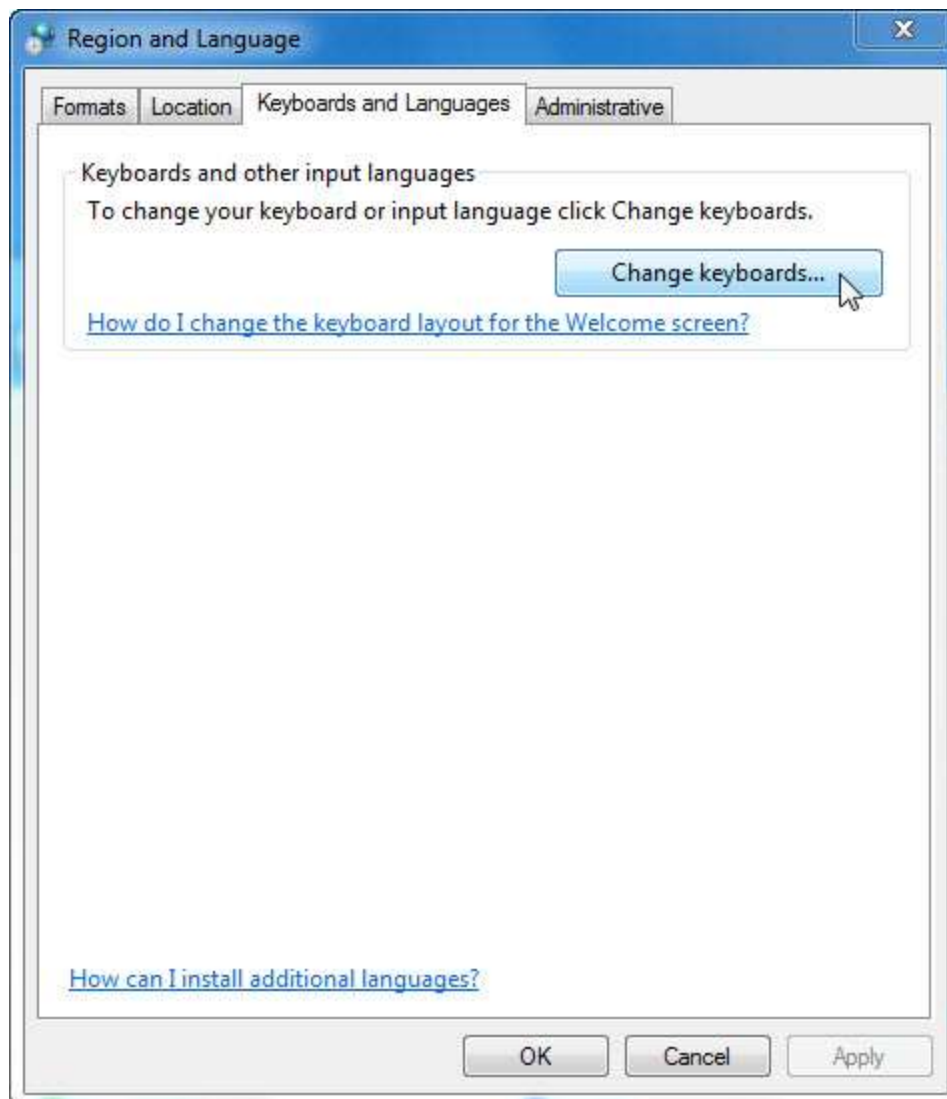 Region and Language
Formats Location Keyboards and Languages Administrative
Keyboards and other input languages
To change your keyboard or input language click Change keyboards.
Change keyboards...
How do I change the keyboard layout for the Welcome screen?
How can I install additional languages?
OK Cancel Apply